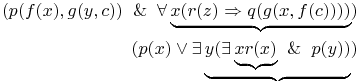 (p(f(x), g(y, c)) & ∀ x(r(z) ⇒ q(g(x, f(c)))))
(p(x) ∨ ∃ y(∃ xr(x) & p(y)))